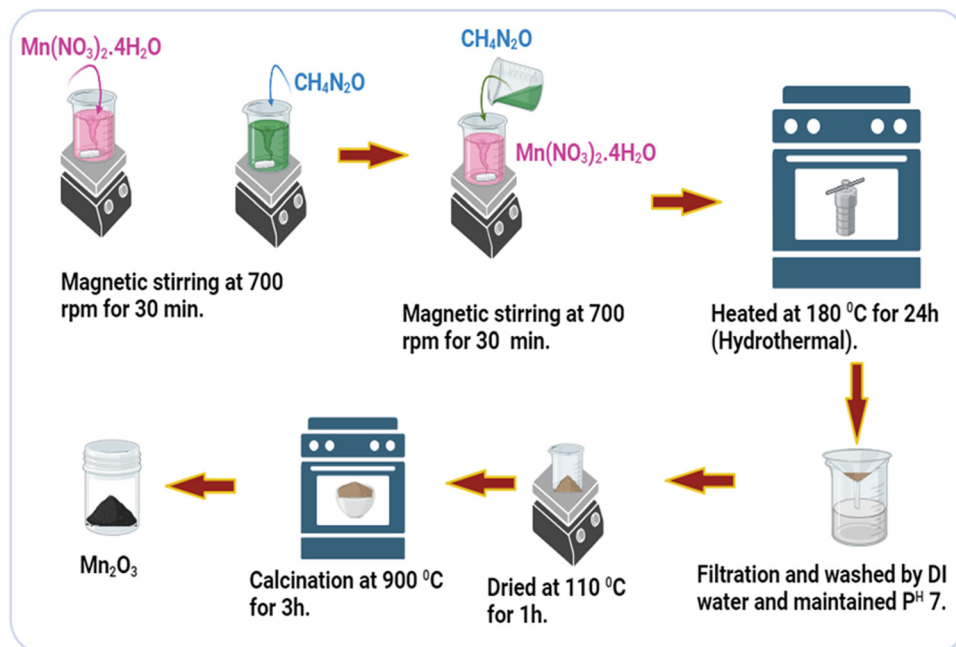 Mn(NO₃)₂.4H₂O
CH₄N₂O
Magnetic stirring at 700
rpm for 30 min.
CH₄N₂O
Mn(NO₃)₂.4H₂O
Magnetic stirring at 700
rpm for 30 min.
Heated at 180 ⁰C for 24h
(Hydrothermal).
Filtration and washed by DI
water and maintained Pᴴ 7.
Dried at 110 ⁰C
for 1h.
Calcination at 900 ⁰C
for 3h.
Mn₂O₃